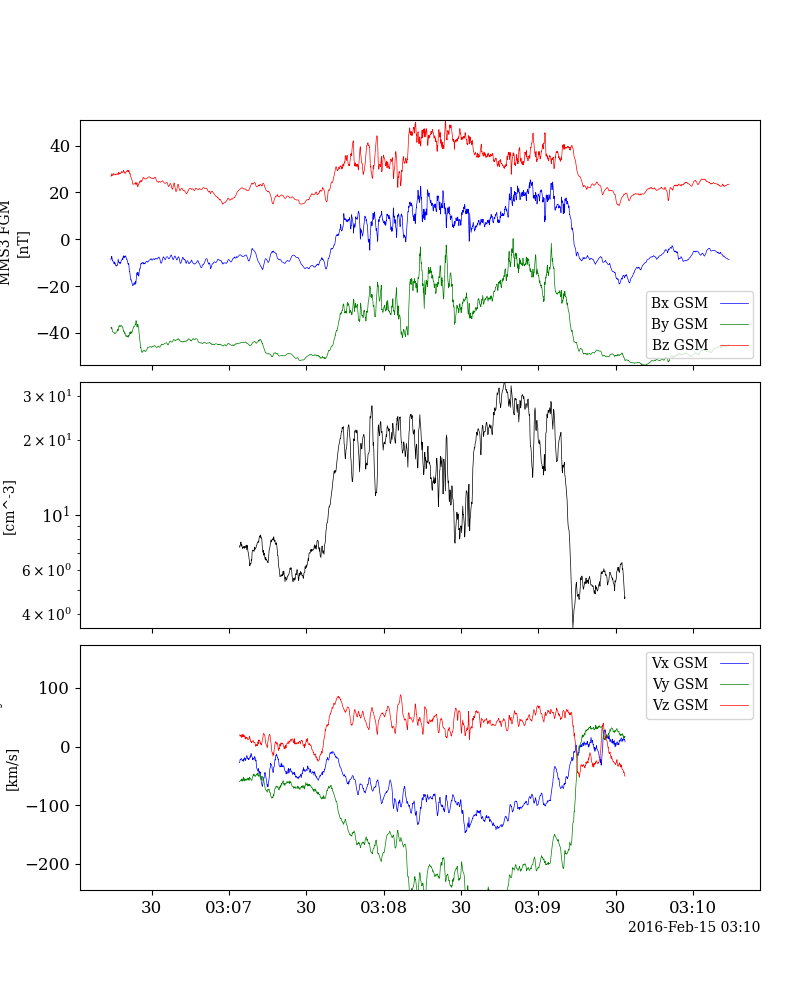 40
20
0
−20
−40
MMS3 FGM
[nT]
Bx GSM
By GSM
Bz GSM
3 × 10¹
2 × 10¹
10¹
6 × 10⁰
4 × 10⁰
[cm^-3]
100
0
−100
−200
[km/s]
Vx GSM
Vy GSM
Vz GSM
30 03:07 30 03:08 30 03:09 30 03:10
2016-Feb-15 03:10